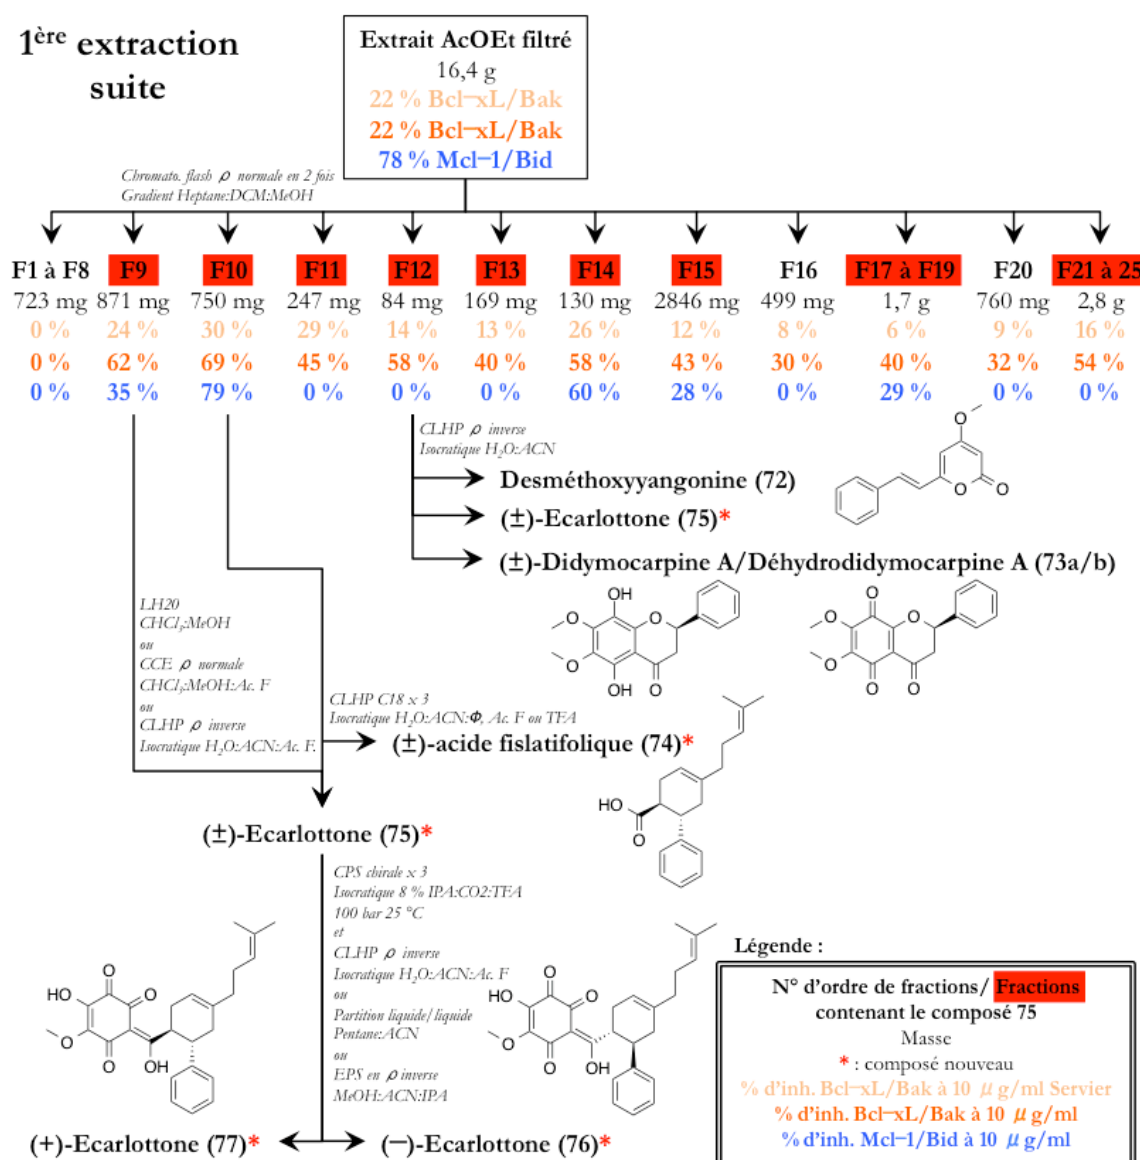 1ère extraction
suite
Extrait AcOEt filtré
16,4 g
22 % Bcl-xL/Bak
22 % Bcl-xL/Bak
78 % Mcl-1/Bid
Chromato. flash ρ normale en 2 fois
Gradient Heptane:DCM:MeOH
F1 à F8 F9 F10 F11 F12 F13 F14 F15 F16 F17 à F19 F20 F21 à 25
723 mg 871 mg 750 mg 247 mg 84 mg 169 mg 130 mg 2846 mg 499 mg 1,7 g 760 mg 2,8 g
0 % 24 % 30 % 29 % 14 % 13 % 26 % 12 % 8 % 6 % 9 % 16 %
0 % 62 % 69 % 45 % 58 % 40 % 58 % 43 % 30 % 40 % 32 % 54 %
0 % 35 % 79 % 0 % 0 % 0 % 60 % 28 % 0 % 29 % 0 % 0 %
CLHP ρ inverse
Isocratique H₂O:ACN
Desméthoxyyangonine (72)
(±)-Ecarlottone (75)*
(±)-Didymocarpine A/Déhydrodidymocarpine A (73a/b)
O
O
O
OH
O
O
O
OH
O
O
O
O
O
O
O
LH20
CHCl₃:MeOH
ou
CCE ρ normale
CHCl₃:MeOH:Ac. F
ou
CLHP ρ inverse
Isocratique H₂O:ACN:Ac. F.
CLHP C18 x 3
Isocratique H₂O:ACN:Φ, Ac. F ou TFA
(±)-acide fislatifolique (74)*
HO
O
(±)-Ecarlottone (75)*
CPS chirale x 3
Isocratique 8 % IPA:CO2:TFA
100 bar 25 °C
et
CLHP ρ inverse
Isocratique H₂O:ACN:Ac. F
ou
Partition liquide/liquide
Pentane:ACN
ou
EPS en ρ inverse
MeOH:ACN:IPA
O
HO
O
O
O
OH
O
HO
O
O
O
OH
(+)-Ecarlottone (77)*
(−)-Ecarlottone (76)*
Légende :
N° d'ordre de fractions/ Fractions
contenant le composé 75
Masse
* : composé nouveau
% d'inh. Bcl-xL/Bak à 10 μg/ml Servier
% d'inh. Bcl-xL/Bak à 10 μg/ml
% d'inh. Mcl-1/Bid à 10 μg/ml